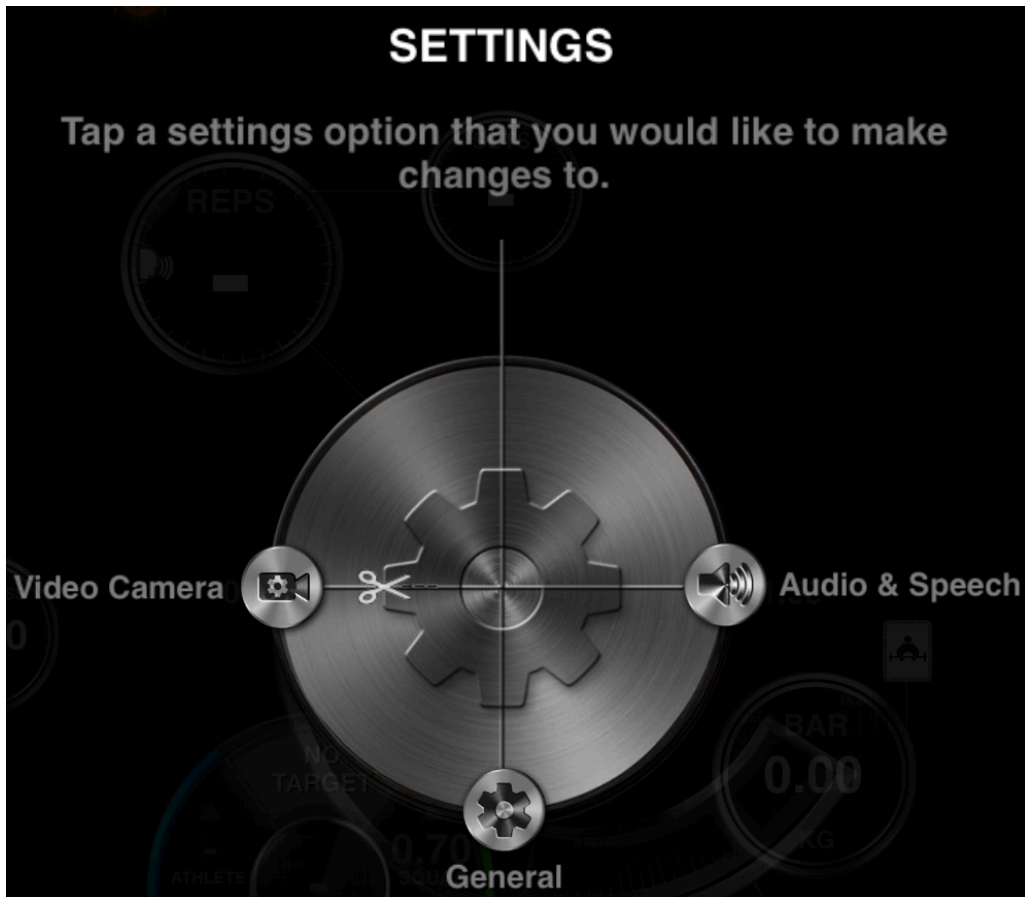 SETTINGS
Tap a settings option that you would like to make
changes to.
REPS
Video Camera
Audio & Speech
0
BAR
0.00
KG
NO
TARGET
0.70
ATHLETE
General